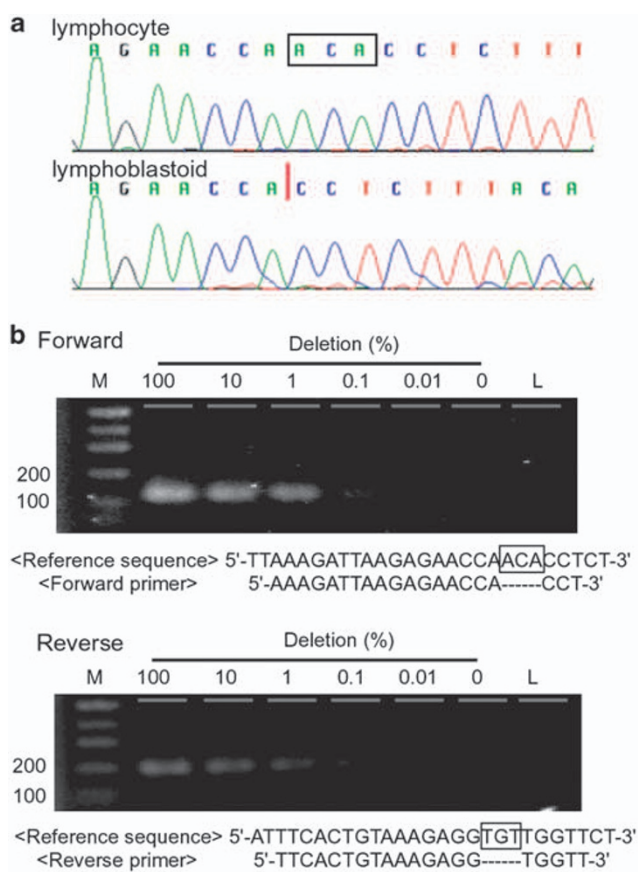 a
lymphocyte
A G A A C C A A C A C C T C T T T
lymphoblastoid
A G A A C C A C C T C T T T A C A
b Forward
Deletion (%)
M 100 10 1 0.1 0.01 0 L
200
100
<Reference sequence> 5'-TTAAAGATTAAGAGAACCAACACCTCT-3'
<Forward primer> 5'-AAAGATTAAGAGAACCA------CCT-3'
Reverse
Deletion (%)
M 100 10 1 0.1 0.01 0 L
200
100
<Reference sequence> 5'-ATTTCACTGTAAAGAGGTGTTGGTTCT-3'
<Reverse primer> 5'-TTCACTGTAAAGAGG------TGGTT-3'